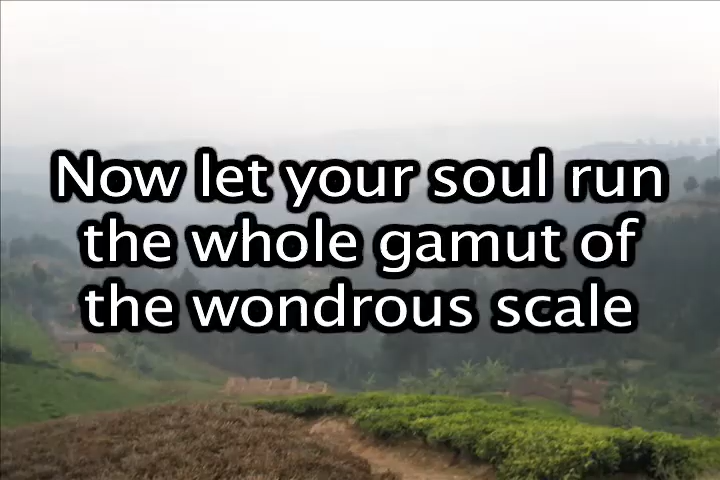 Now let your soul run
the whole gamut of
the wondrous scale